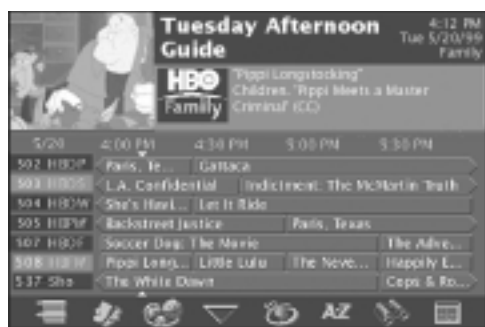 Tuesday Afternoon
Guide
4:12 PM
Tue 5/20/99
Family
HBO
Family
"Pippi Longstocking"
Children. "Pippi Meets a Master
Criminal" (CC)
5/20 4:00 PM 4:30 PM 5:00 PM 5:30 PM
502 HBOP Paris, Te... Gattaca
503 HBOS L.A. Confidential Indictment: The McMartin Truth
504 HBOW She's Havi... Let It Ride
505 Backstreet Justice Paris, Texas
507 HBOF Soccer Dog: The Movie The Adve...
508 Pippi Long... Little Lulu The Neve... Happily E...
537 Sho The White Dawn Cops & Ro...
A-Z